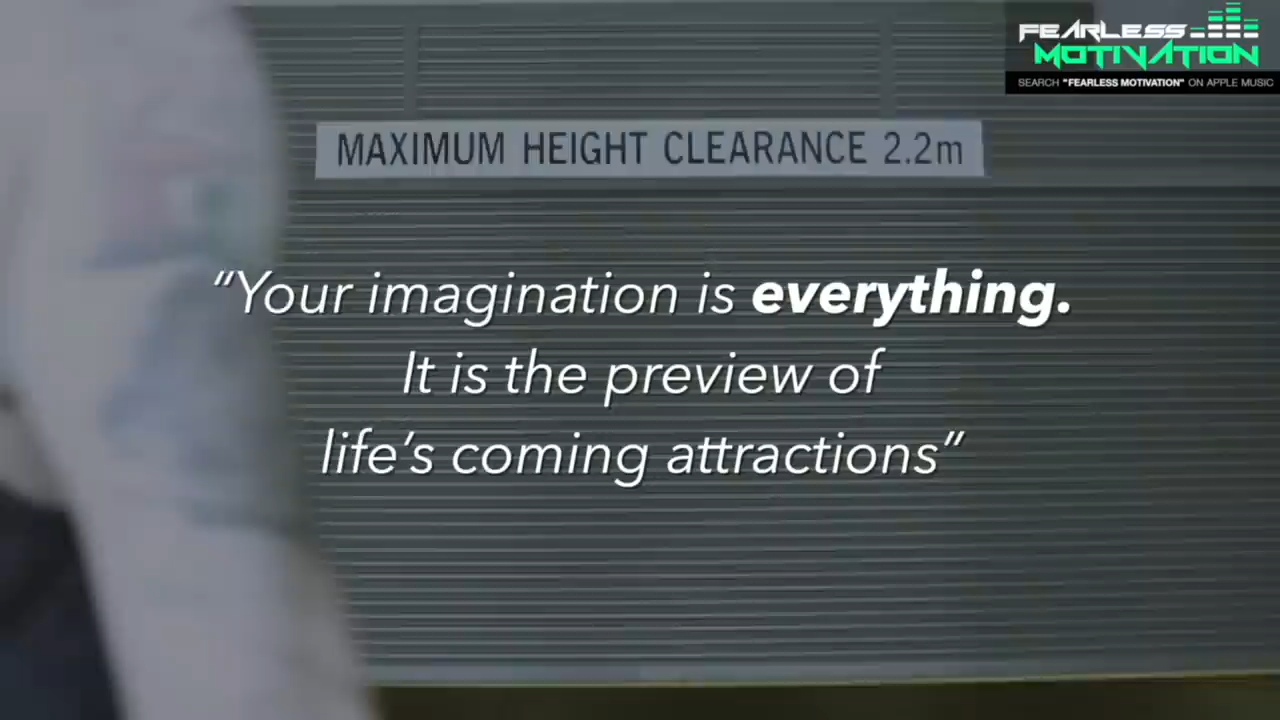 FEARLESS
MOTIVATION
SEARCH "FEARLESS MOTIVATION" ON APPLE MUSIC
MAXIMUM HEIGHT CLEARANCE 2.2m
“Your imagination is everything.
It is the preview of
life’s coming attractions”